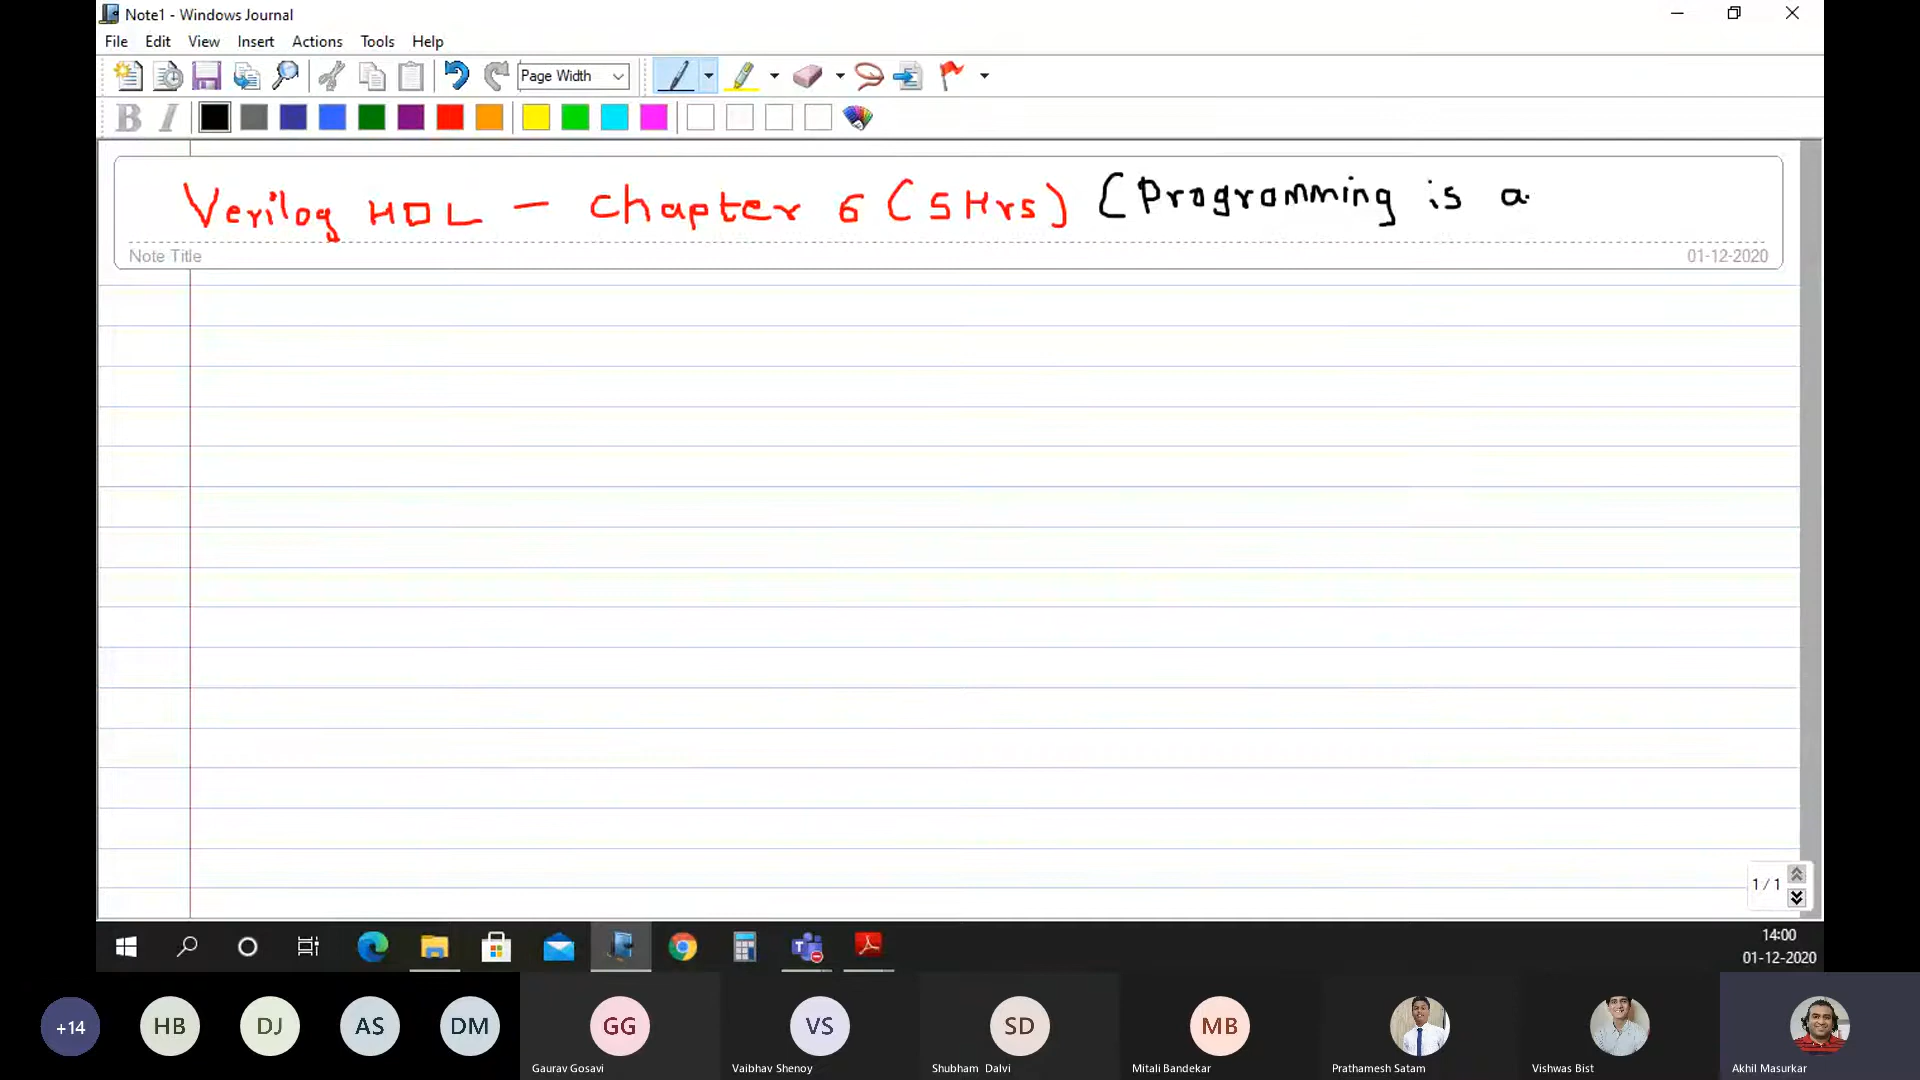 Note1 - Windows Journal
File Edit View Insert Actions Tools Help
Page Width
B I
Verilog HDL - Chapter 6 (5Hrs) (Programming is a
Note Title 01-12-2020
1 / 1
14:00
01-12-2020
+14 HB DJ AS DM GG VS SD MB
Gaurav Gosavi Vaibhav Shenoy Shubham Dalvi Mitali Bandekar Prathamesh Satam Vishwas Bist Akhil Masurkar